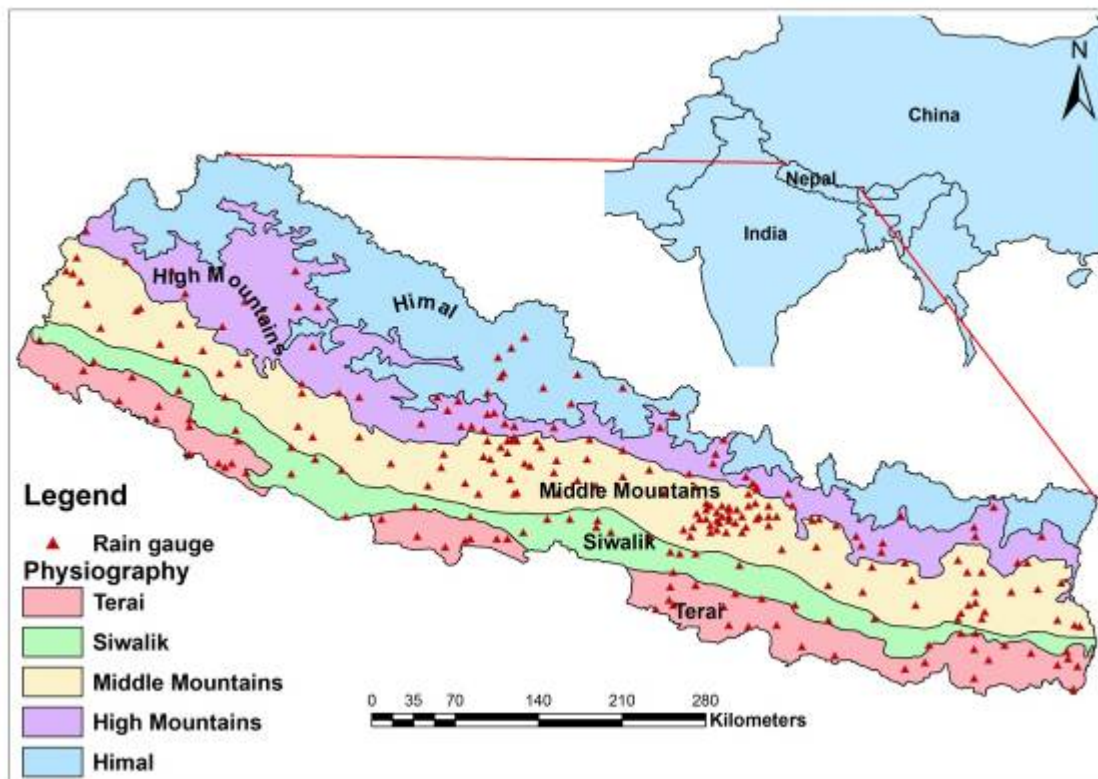 N
China
Nepal
India
High Mountains
Himal
Middle Mountains
Siwalik
Terai
Legend
Rain gauge
Physiography
Terai
Siwalik
Middle Mountains
High Mountains
Himal
0 35 70 140 210 280
Kilometers